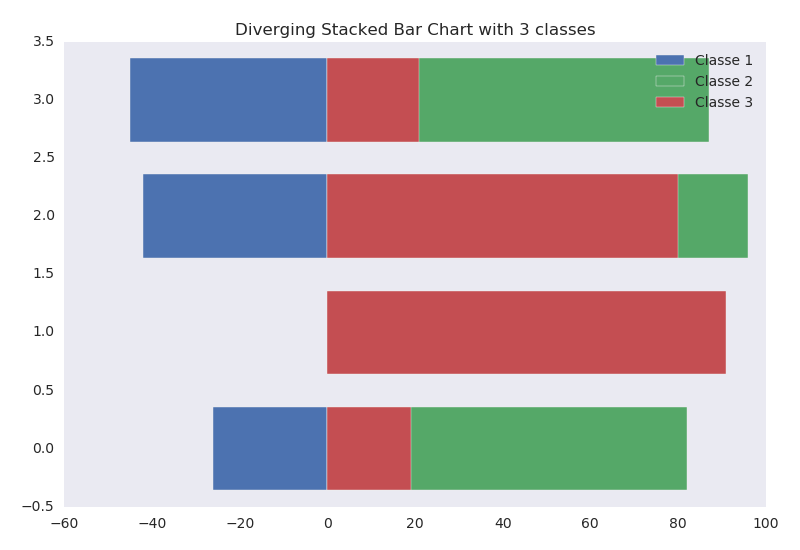 Diverging Stacked Bar Chart with 3 classes
3.5
Classe 1
Classe 2
Classe 3
3.0
2.5
2.0
1.5
1.0
0.5
0.0
−0.5
−60 −40 −20 0 20 40 60 80 100